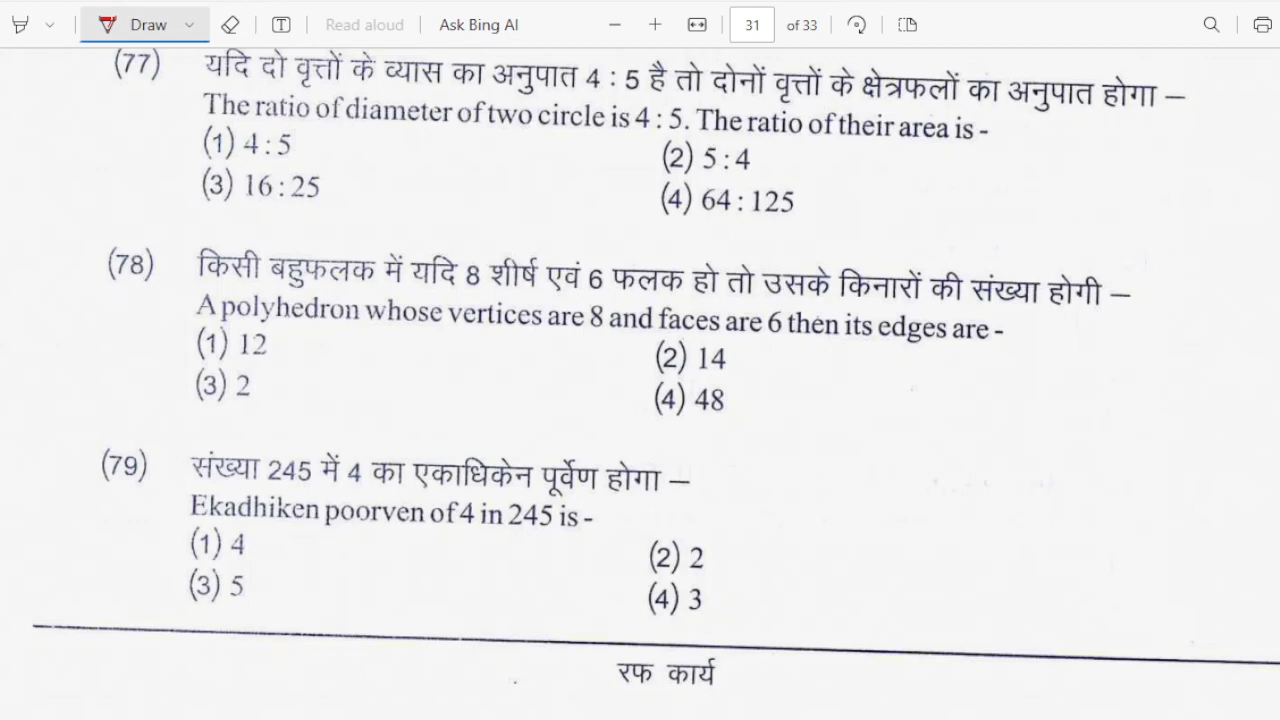 Draw
Read aloud
Ask Bing AI
31 of 33
(77) यदि दो वृत्तों के व्यास का अनुपात 4 : 5 है तो दोनों वृत्तों के क्षेत्रफलों का अनुपात होगा –
The ratio of diameter of two circle is 4 : 5. The ratio of their area is -
(1) 4 : 5 (2) 5 : 4
(3) 16 : 25 (4) 64 : 125
(78) किसी बहुफलक में यदि 8 शीर्ष एवं 6 फलक हो तो उसके किनारों की संख्या होगी –
A polyhedron whose vertices are 8 and faces are 6 then its edges are -
(1) 12 (2) 14
(3) 2 (4) 48
(79) संख्या 245 में 4 का एकाधिकेन पूर्वेण होगा –
Ekadhiken poorven of 4 in 245 is -
(1) 4 (2) 2
(3) 5 (4) 3
रफ कार्य